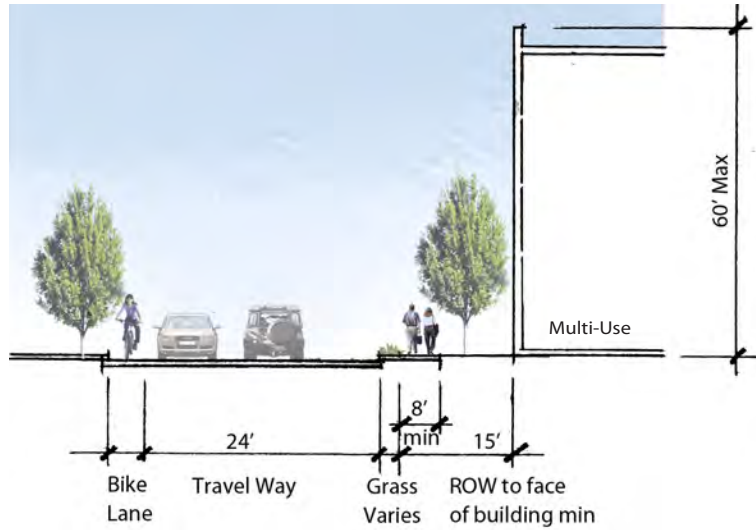 60' Max
Multi-Use
8'
min
24'
15'
Bike
Lane
Travel Way
Grass
Varies
ROW to face
of building min